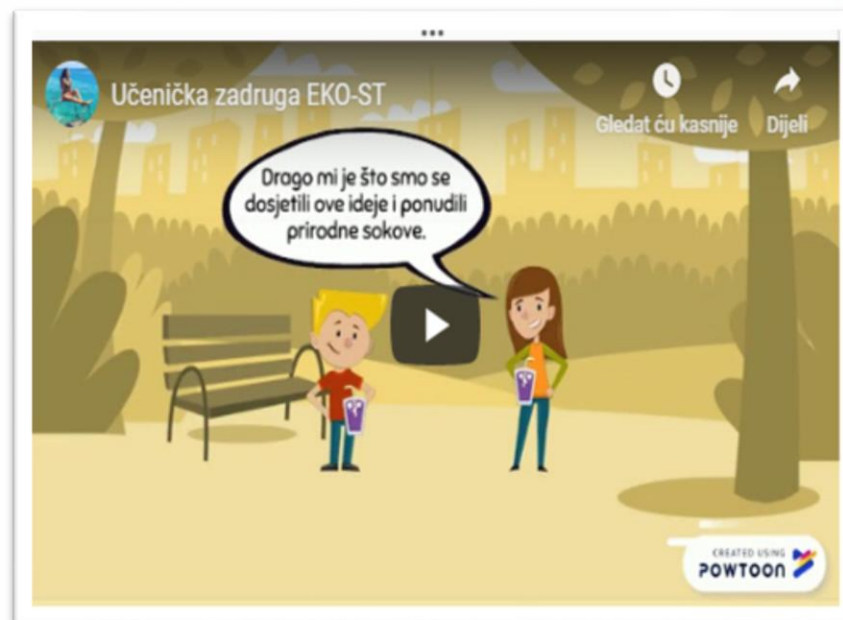 Učenička zadruga EKO-ST
Gledat ću kasnije
Dijeli
Drago mi je što smo se
dosjetili ove ideje i ponudili
prirodne sokove.
CREATED USING
POWTOON